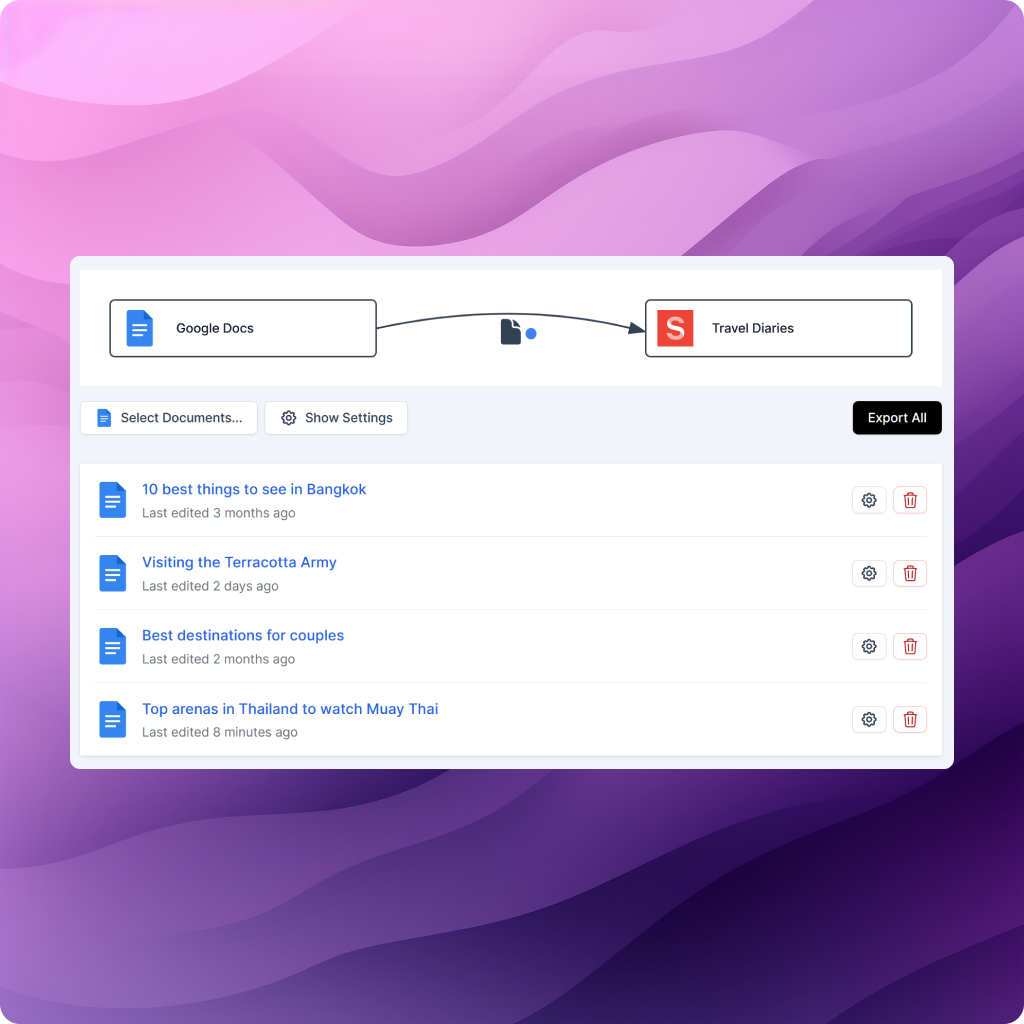 Google Docs
S
Travel Diaries
Select Documents...
Show Settings
Export All
10 best things to see in Bangkok
Last edited 3 months ago
Visiting the Terracotta Army
Last edited 2 days ago
Best destinations for couples
Last edited 2 months ago
Top arenas in Thailand to watch Muay Thai
Last edited 8 minutes ago